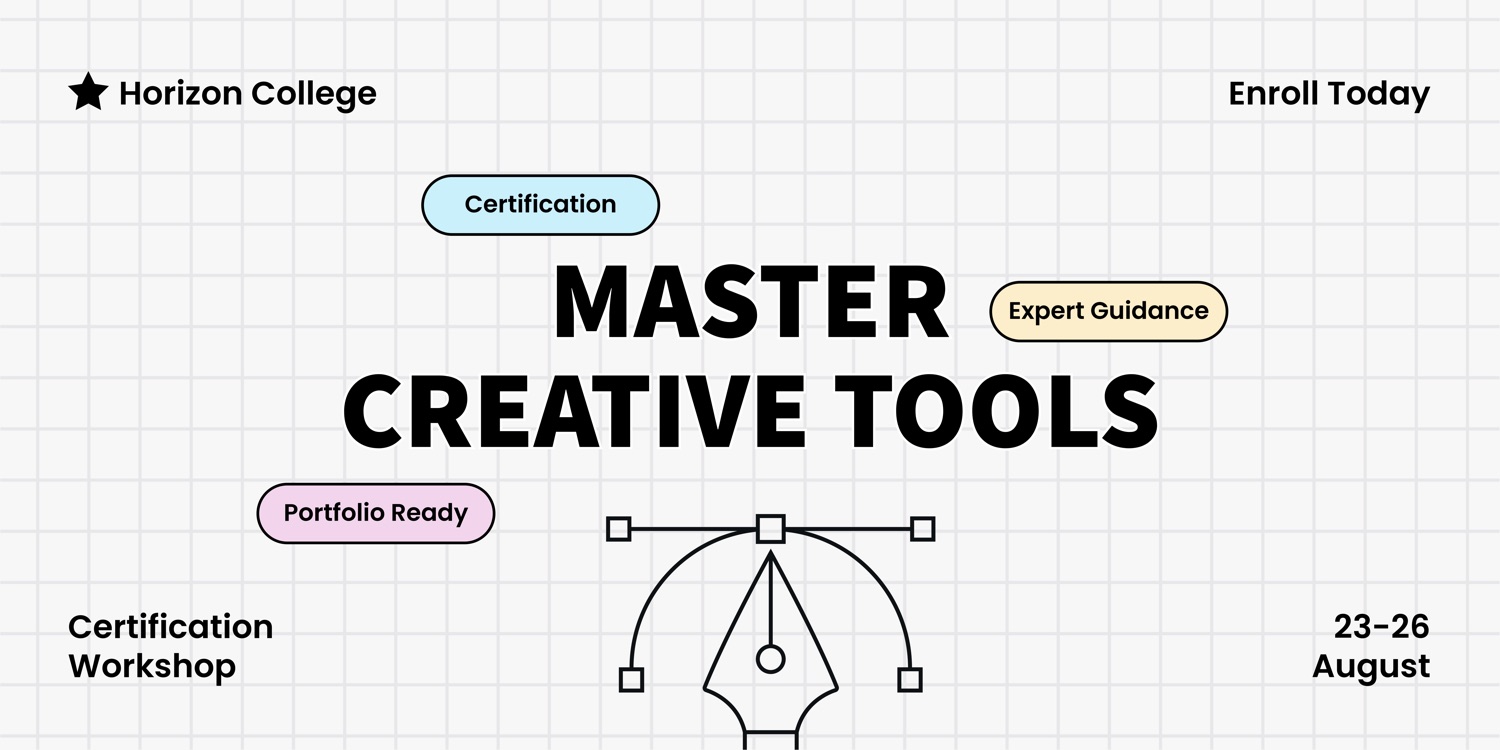 Horizon College
Enroll Today
Certification
MASTER
Expert Guidance
CREATIVE TOOLS
Portfolio Ready
Certification
Workshop
23-26
August